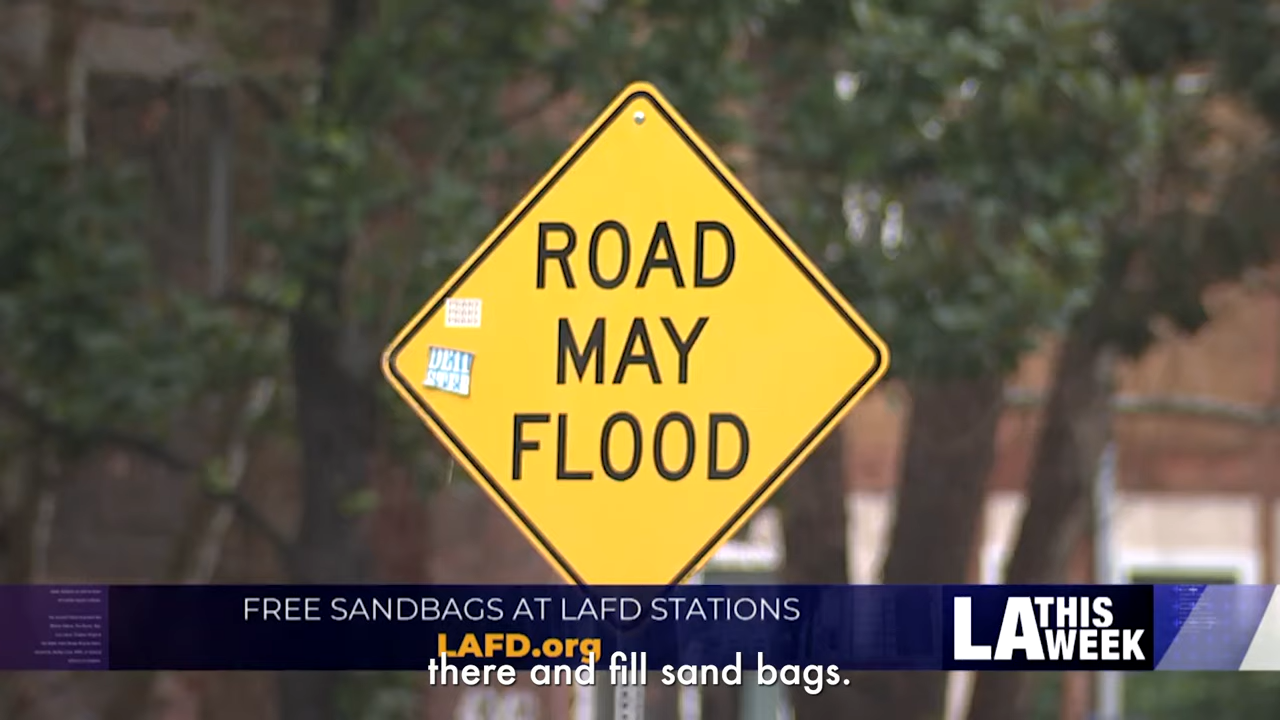 ROAD
MAY
FLOOD
FREE SANDBAGS AT LAFD STATIONS
LAFD.org
LA THIS WEEK
there and fill sand bags.